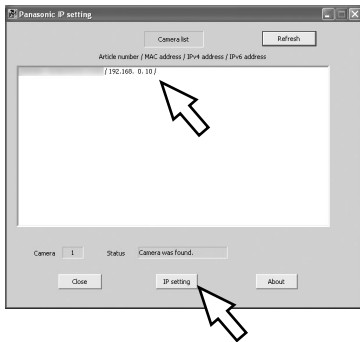 Panasonic IP setting
Camera list
Refresh
Article number / MAC address / IPv4 address / IPv6 address
/ 192.168. 0. 10 /
Camera 1 Status Camera was found.
Close IP setting About